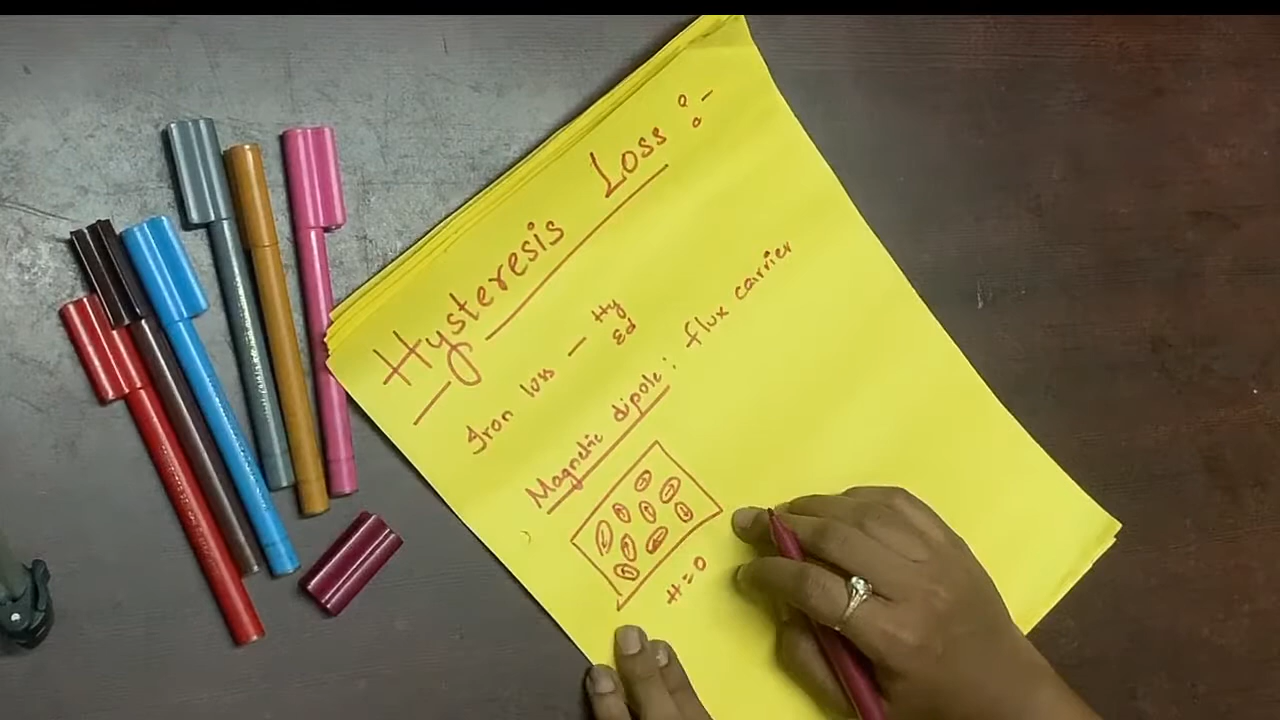 Hysteresis Loss :-
Iron loss - Hy
Ed
Magnetic dipole : flux carrier
H = 0